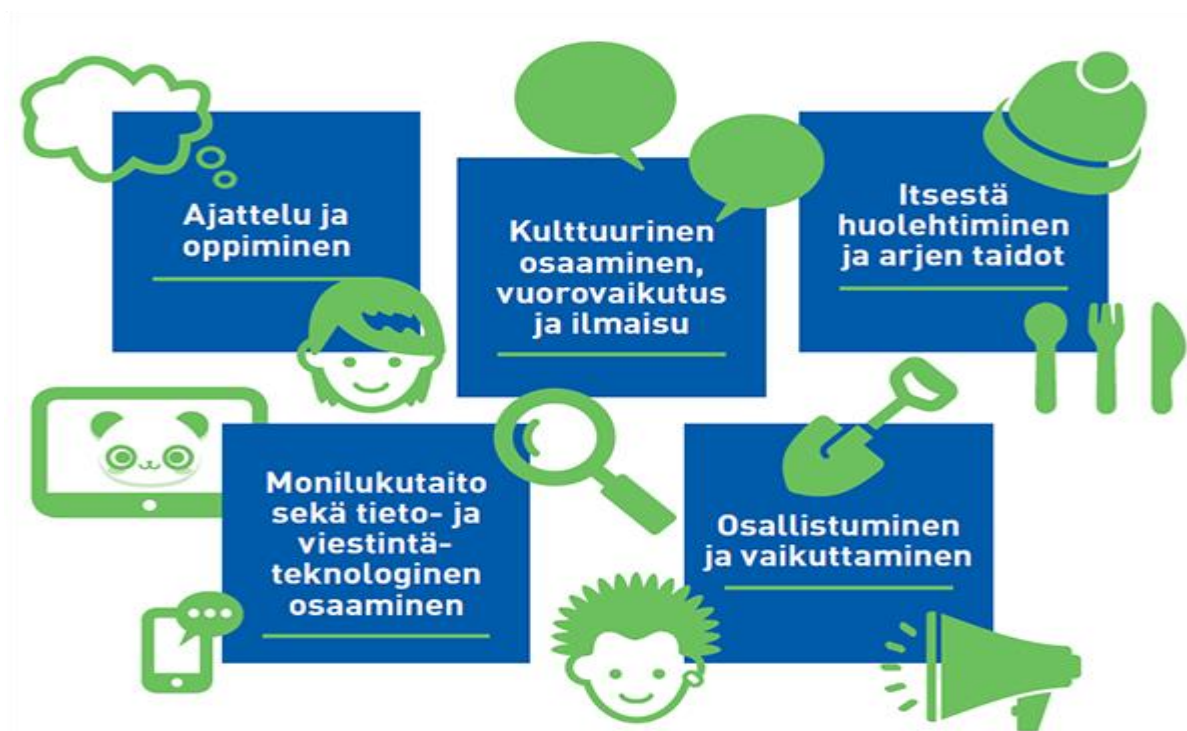 Ajattelu ja
oppiminen
Kulttuurinen
osaaminen,
vuorovaikutus
ja ilmaisu
Itsestä
huolehtiminen
ja arjen taidot
Monilukutaito
sekä tieto- ja
viestintä-
teknologinen
osaaminen
Osallistuminen
ja vaikuttaminen